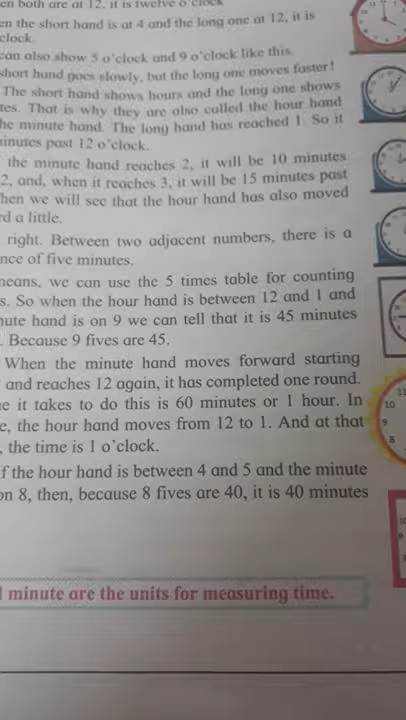 en both are at 12, it is twelve o'clock
en the short hand is at 4 and the long one at 12, it is
clock.
can also show 5 o'clock and 9 o'clock like this.
short hand goes slowly, but the long one moves faster!
The short hand shows hours and the long one shows
tes. That is why they are also called the hour hand
he minute hand. The long hand has reached 1. So it
minutes past 12 o'clock.
the minute hand reaches 2, it will be 10 minutes
2, and, when it reaches 3, it will be 15 minutes past
hen we will see that the hour hand has also moved
rd a little.
right. Between two adjacent numbers, there is a
nce of five minutes.
means, we can use the 5 times table for counting
s. So when the hour hand is between 12 and 1 and
nute hand is on 9 we can tell that it is 45 minutes
. Because 9 fives are 45.
When the minute hand moves forward starting
and reaches 12 again, it has completed one round.
e it takes to do this is 60 minutes or 1 hour. In
e, the hour hand moves from 12 to 1. And at that
, the time is 1 o'clock.
f the hour hand is between 4 and 5 and the minute
on 8, then, because 8 fives are 40, it is 40 minutes
minute are the units for measuring time.
11
10
9
8
10
9